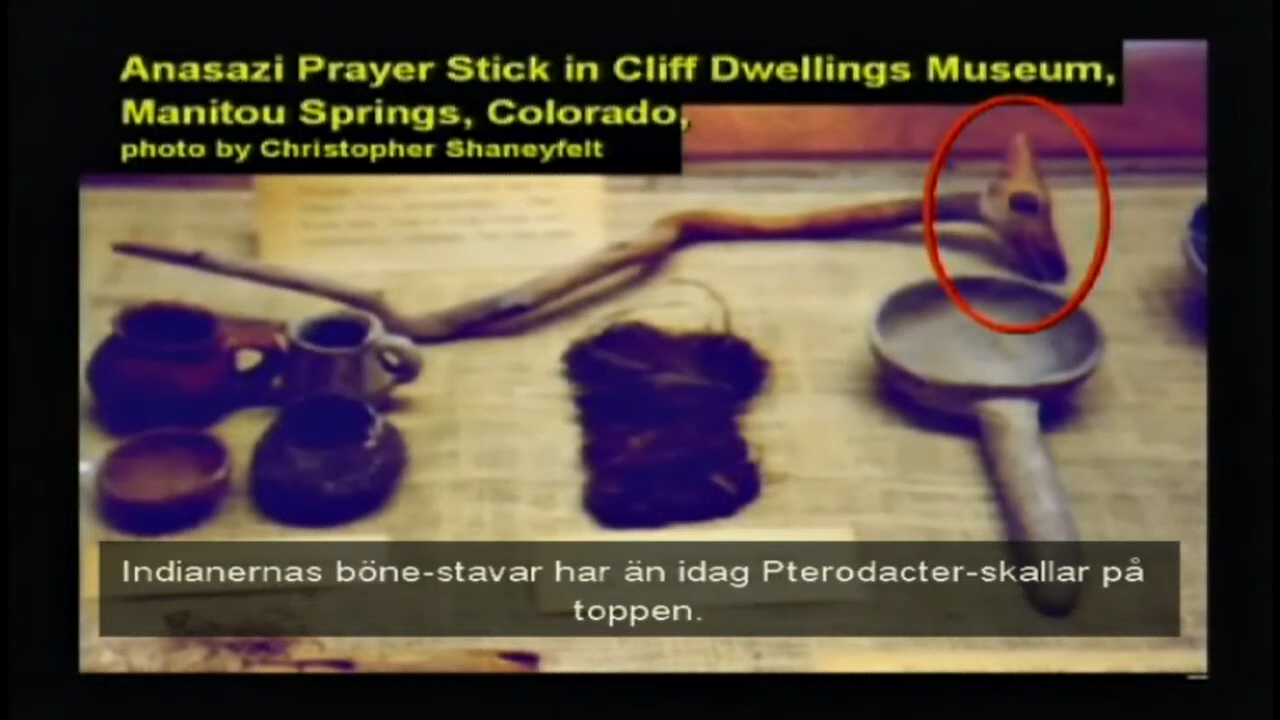 Anasazi Prayer Stick in Cliff Dwellings Museum,
Manitou Springs, Colorado,
photo by Christopher Shaneyfelt
Indianernas böne-stavar har än idag Pterodacter-skallar på
toppen.